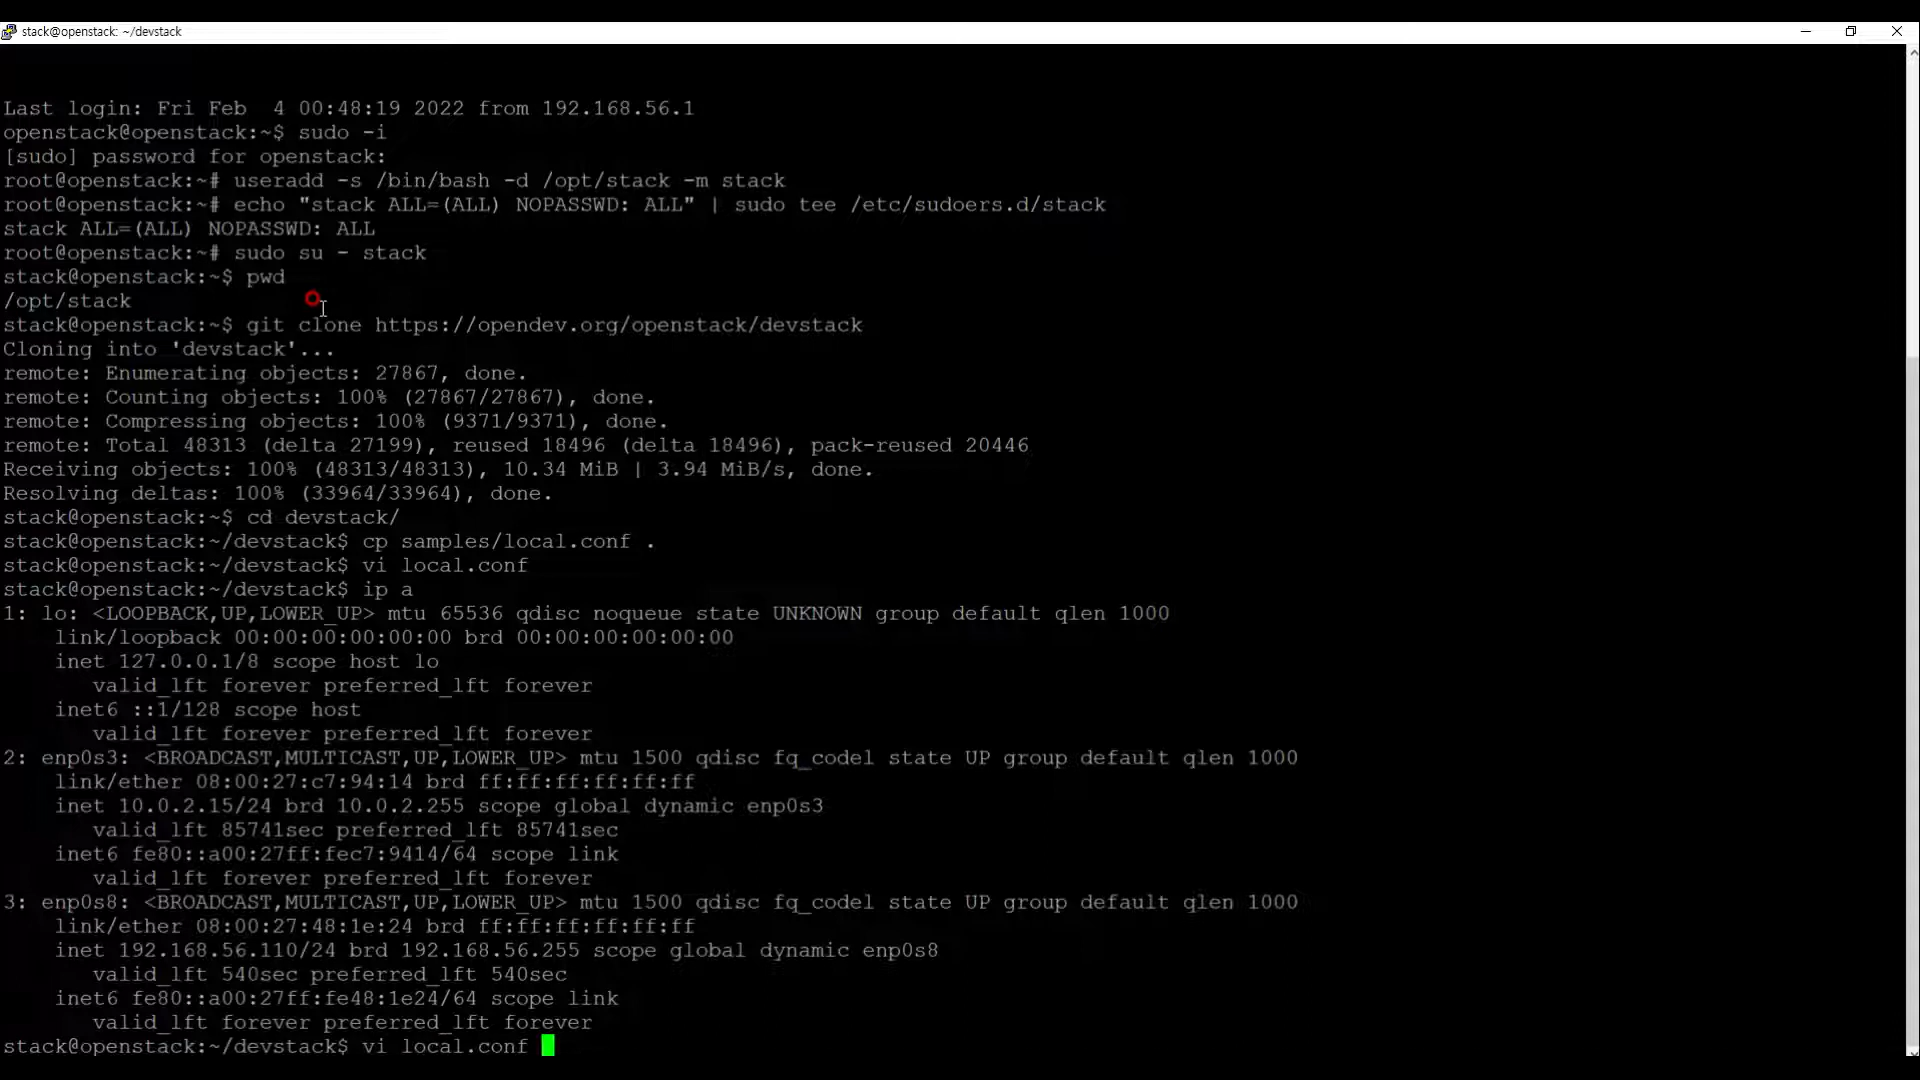 stack@openstack: ~/devstack
Last login: Fri Feb  4 00:48:19 2022 from 192.168.56.1
openstack@openstack:~$ sudo -i
[sudo] password for openstack:
root@openstack:~# useradd -s /bin/bash -d /opt/stack -m stack
root@openstack:~# echo "stack ALL=(ALL) NOPASSWD: ALL" | sudo tee /etc/sudoers.d/stack
stack ALL=(ALL) NOPASSWD: ALL
root@openstack:~# sudo su - stack
stack@openstack:~$ pwd
/opt/stack
stack@openstack:~$ git clone https://opendev.org/openstack/devstack
Cloning into 'devstack'...
remote: Enumerating objects: 27867, done.
remote: Counting objects: 100% (27867/27867), done.
remote: Compressing objects: 100% (9371/9371), done.
remote: Total 48313 (delta 27199), reused 18496 (delta 18496), pack-reused 20446
Receiving objects: 100% (48313/48313), 10.34 MiB | 3.94 MiB/s, done.
Resolving deltas: 100% (33964/33964), done.
stack@openstack:~$ cd devstack/
stack@openstack:~/devstack$ cp samples/local.conf .
stack@openstack:~/devstack$ vi local.conf
stack@openstack:~/devstack$ ip a
1: lo: <LOOPBACK,UP,LOWER_UP> mtu 65536 qdisc noqueue state UNKNOWN group default qlen 1000
    link/loopback 00:00:00:00:00:00 brd 00:00:00:00:00:00
    inet 127.0.0.1/8 scope host lo
       valid_lft forever preferred_lft forever
    inet6 ::1/128 scope host
       valid_lft forever preferred_lft forever
2: enp0s3: <BROADCAST,MULTICAST,UP,LOWER_UP> mtu 1500 qdisc fq_codel state UP group default qlen 1000
    link/ether 08:00:27:c7:94:14 brd ff:ff:ff:ff:ff:ff
    inet 10.0.2.15/24 brd 10.0.2.255 scope global dynamic enp0s3
       valid_lft 85741sec preferred_lft 85741sec
    inet6 fe80::a00:27ff:fec7:9414/64 scope link
       valid_lft forever preferred_lft forever
3: enp0s8: <BROADCAST,MULTICAST,UP,LOWER_UP> mtu 1500 qdisc fq_codel state UP group default qlen 1000
    link/ether 08:00:27:48:1e:24 brd ff:ff:ff:ff:ff:ff
    inet 192.168.56.110/24 brd 192.168.56.255 scope global dynamic enp0s8
       valid_lft 540sec preferred_lft 540sec
    inet6 fe80::a00:27ff:fe48:1e24/64 scope link
       valid_lft forever preferred_lft forever
stack@openstack:~/devstack$ vi local.conf